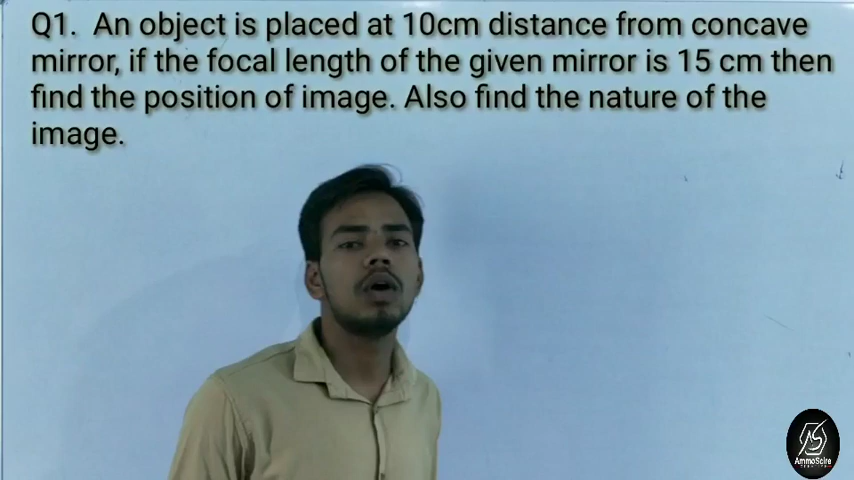 Q1. An object is placed at 10cm distance from concave
mirror, if the focal length of the given mirror is 15 cm then
find the position of image. Also find the nature of the
image.
AmmoScire